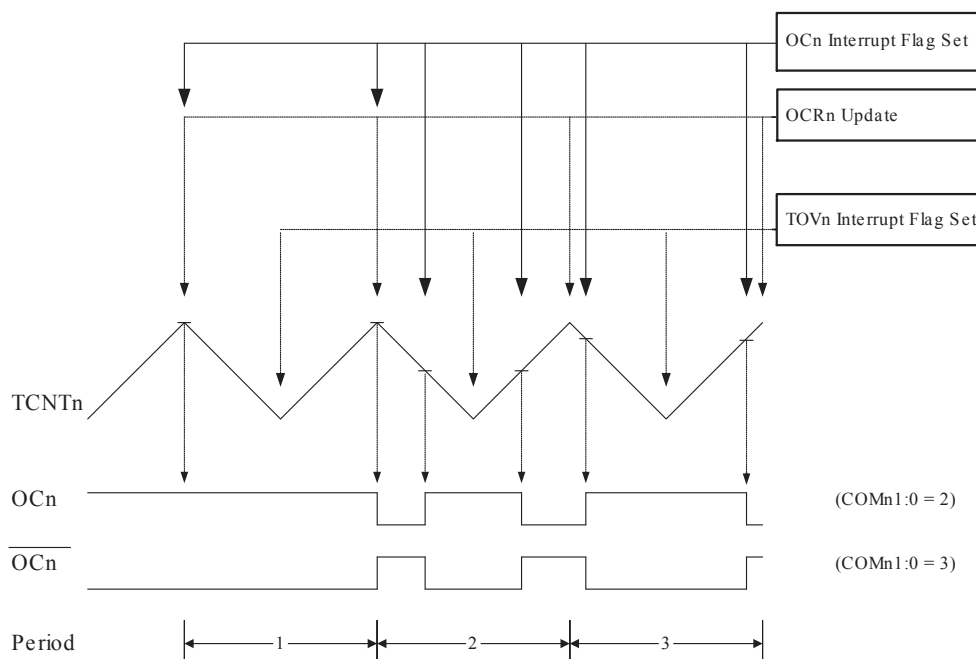 OCn Interrupt Flag Set
OCRn Update
TOVn Interrupt Flag Set
TCNTn
OCn
(COMn1:0 = 2)
OCn
(COMn1:0 = 3)
Period
1
2
3